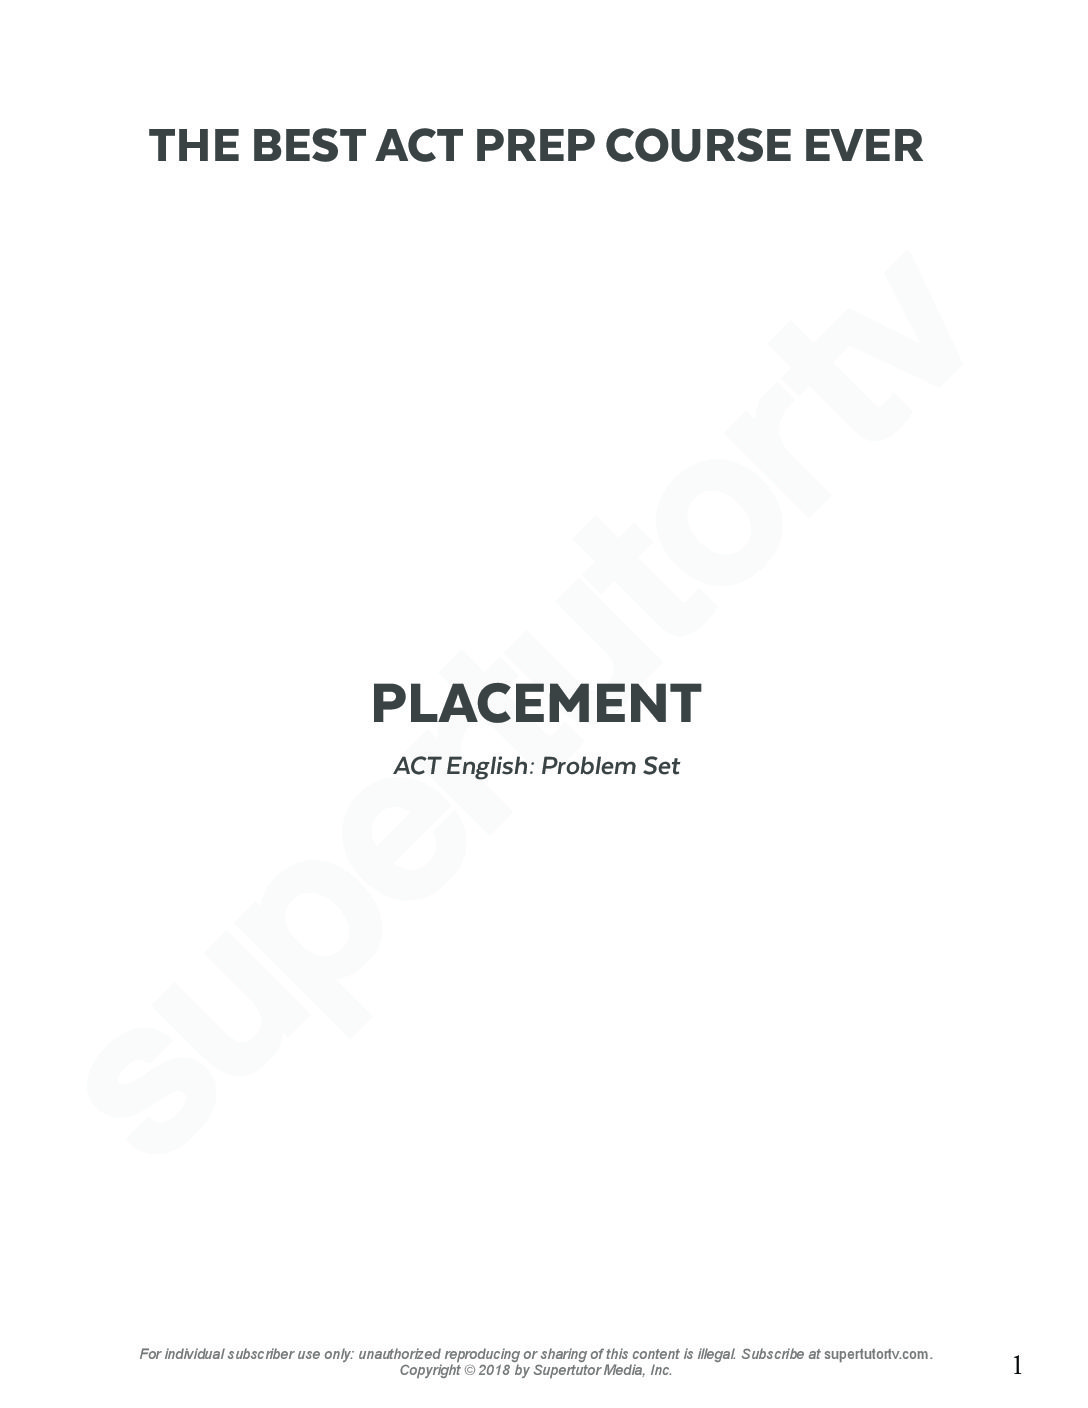 THE BEST ACT PREP COURSE EVER
supertutortv
PLACEMENT
ACT English: Problem Set
For individual subscriber use only: unauthorized reproducing or sharing of this content is illegal. Subscribe at supertutortv.com.
Copyright © 2018 by Supertutor Media, Inc.
1